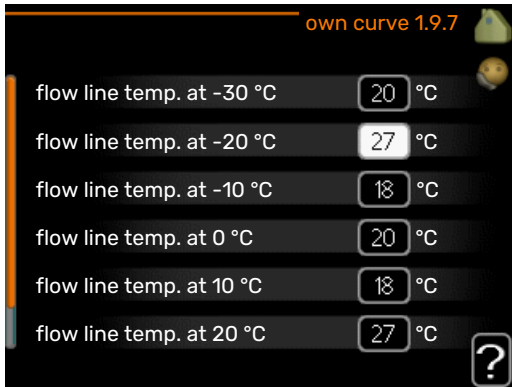 own curve 1.9.7
flow line temp. at -30 °C 20 °C
flow line temp. at -20 °C 27 °C
flow line temp. at -10 °C 18 °C
flow line temp. at 0 °C 20 °C
flow line temp. at 10 °C 18 °C
flow line temp. at 20 °C 27 °C
?